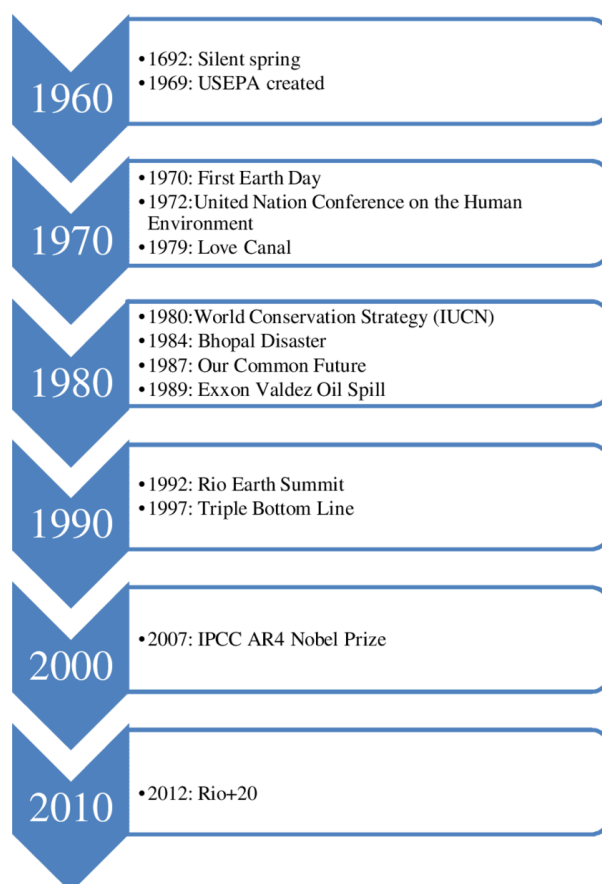 1960
•1692: Silent spring
•1969: USEPA created
1970
•1970: First Earth Day
•1972:United Nation Conference on the Human
Environment
•1979: Love Canal
1980
•1980:World Conservation Strategy (IUCN)
•1984: Bhopal Disaster
•1987: Our Common Future
•1989: Exxon Valdez Oil Spill
1990
•1992: Rio Earth Summit
•1997: Triple Bottom Line
2000
•2007: IPCC AR4 Nobel Prize
2010
•2012: Rio+20